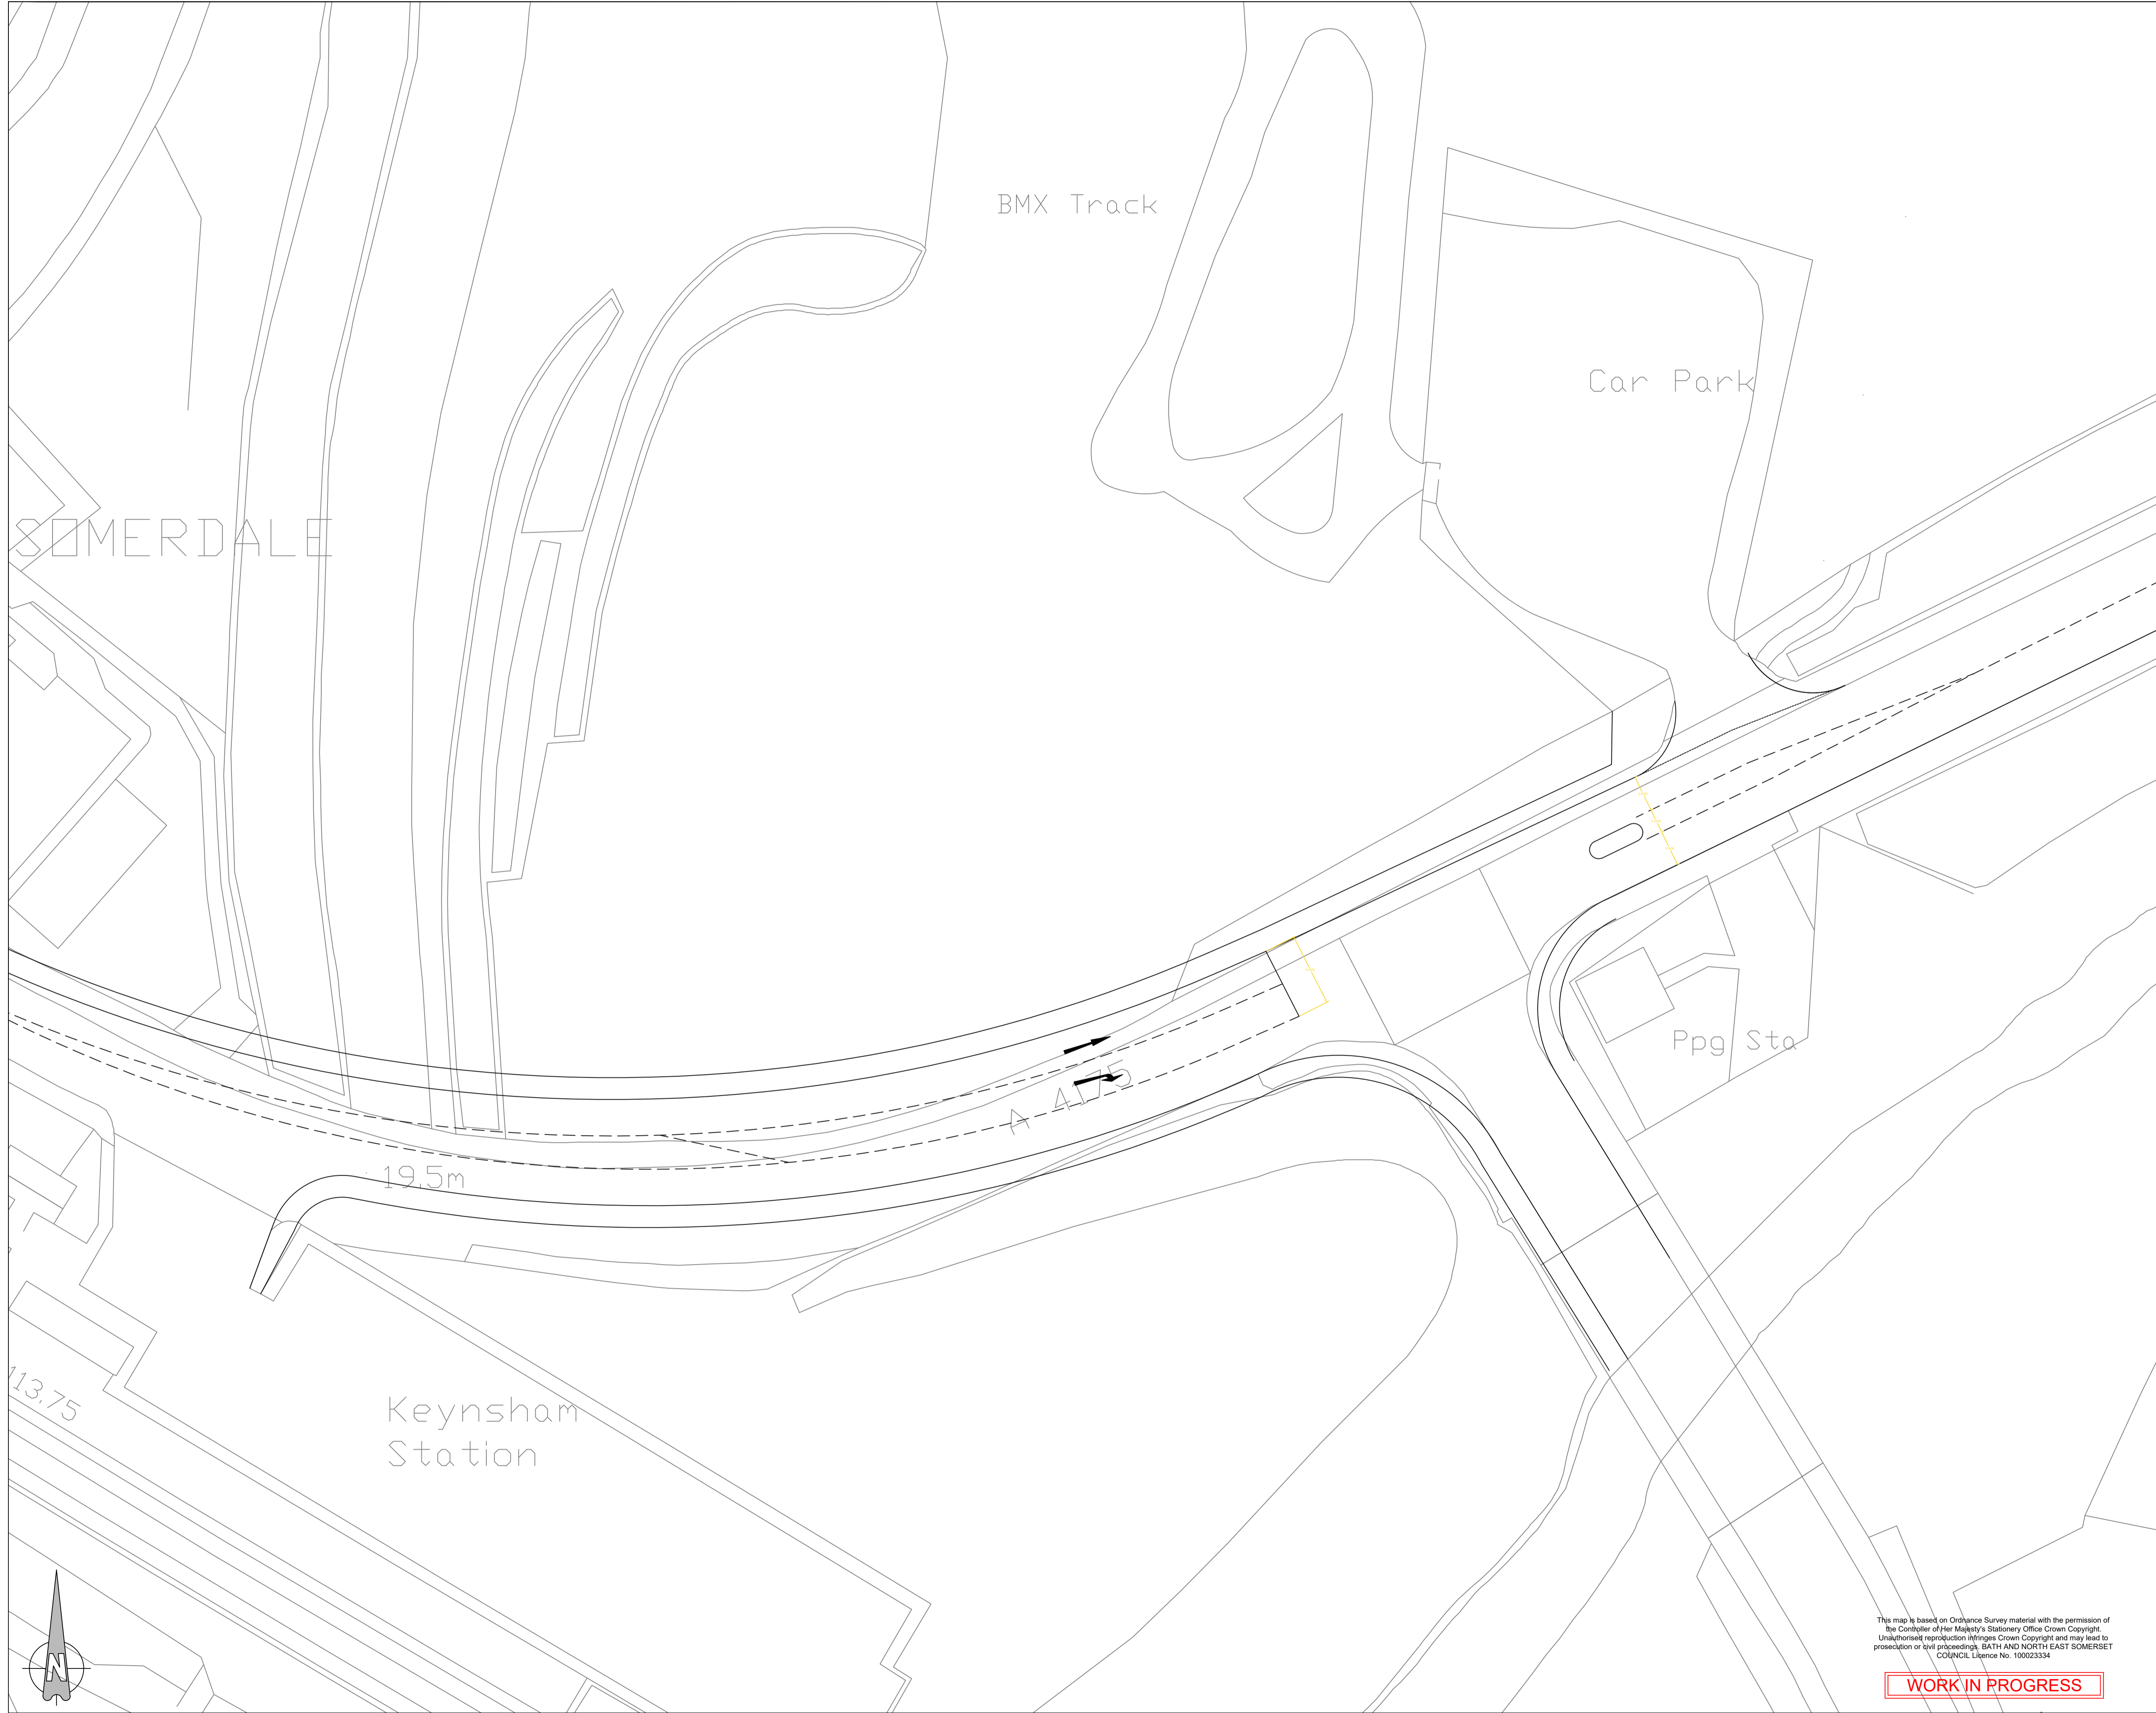 BMX Track
Car Park
SOMERDALE
Ppg Sta
A 4175
19.5m
13.75
Keynsham
Station
N
This map is based on Ordnance Survey material with the permission of
the Controller of Her Majesty's Stationery Office Crown Copyright.
Unauthorised reproduction infringes Crown Copyright and may lead to
prosecution or civil proceedings. BATH AND NORTH EAST SOMERSET
COUNCIL Licence No. 100023334
WORK IN PROGRESS